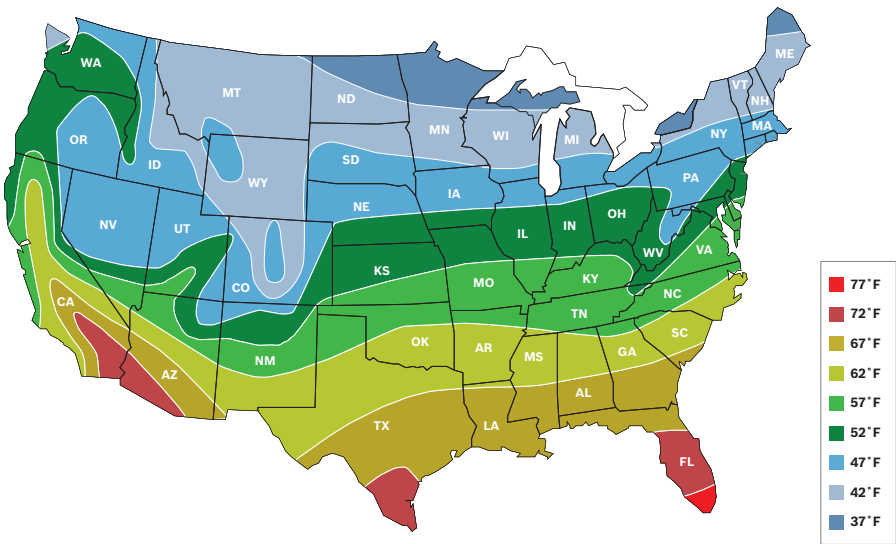 WA
MT
ND
ME
VT
NH
OR
ID
WY
SD
MN
WI
MI
NY
MA
NV
UT
NE
IA
PA
CO
KS
IL
IN
OH
WV
VA
CA
MO
KY
NC
AZ
NM
OK
AR
TN
SC
MS
GA
AL
TX
LA
FL
77°F
72°F
67°F
62°F
57°F
52°F
47°F
42°F
37°F